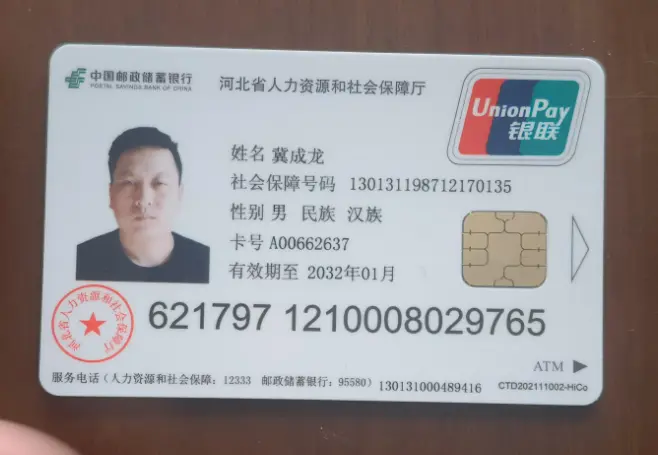 中国邮政储蓄银行
POSTAL SAVINGS BANK OF CHINA
河北省人力资源和社会保障厅
UnionPay
银联
姓名 冀成龙
社会保障号码 130131198712170135
性别 男 民族 汉族
卡号 A00662637
有效期至 2032年01月
河北省人力资源和社会保障厅
621797 1210008029765
ATM
服务电话(人力资源和社会保障:12333 邮政储蓄银行:95580) 130131000489416
CTD202111002-HiCo